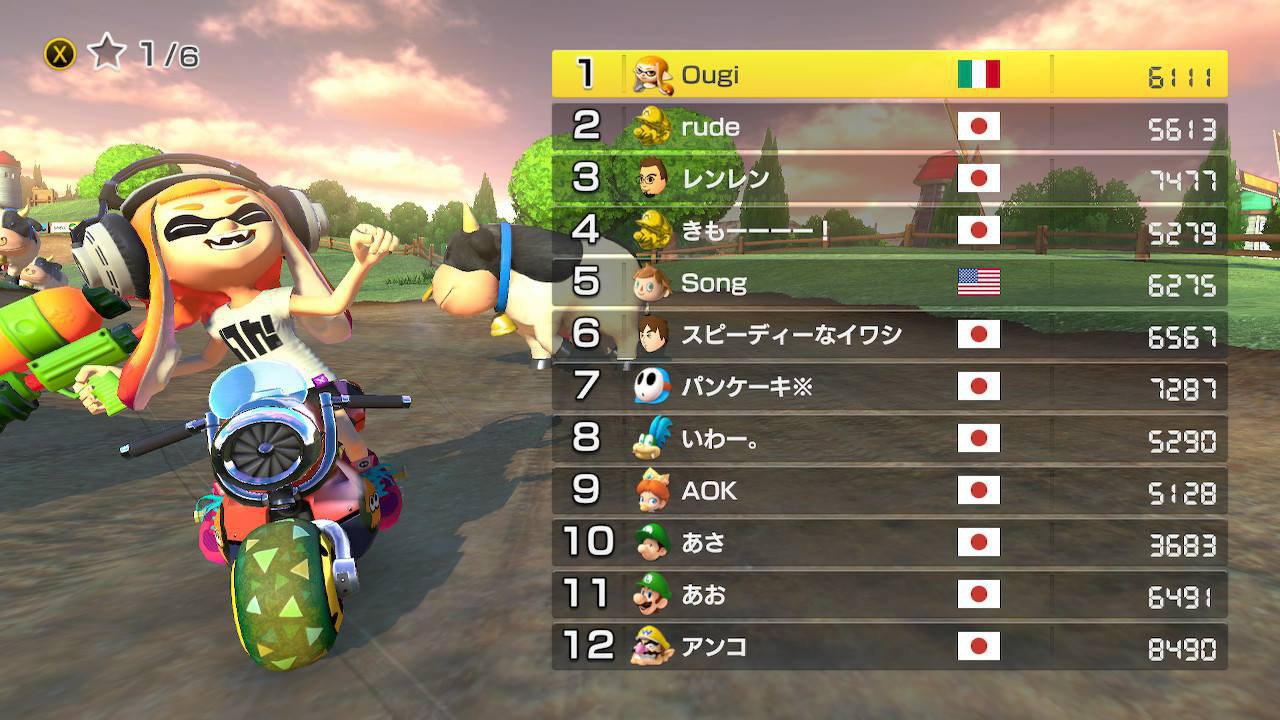 X 1/6
1 Ougi 6111
2 rude 5613
3 レンレン 7477
4 きもーーーー! 5279
5 Song 6275
6 スピーディーなイワシ 6567
7 パンケーキ※ 7287
8 いわー。 5290
9 AOK 5128
10 あさ 3683
11 あお 6491
12 アンコ 8490